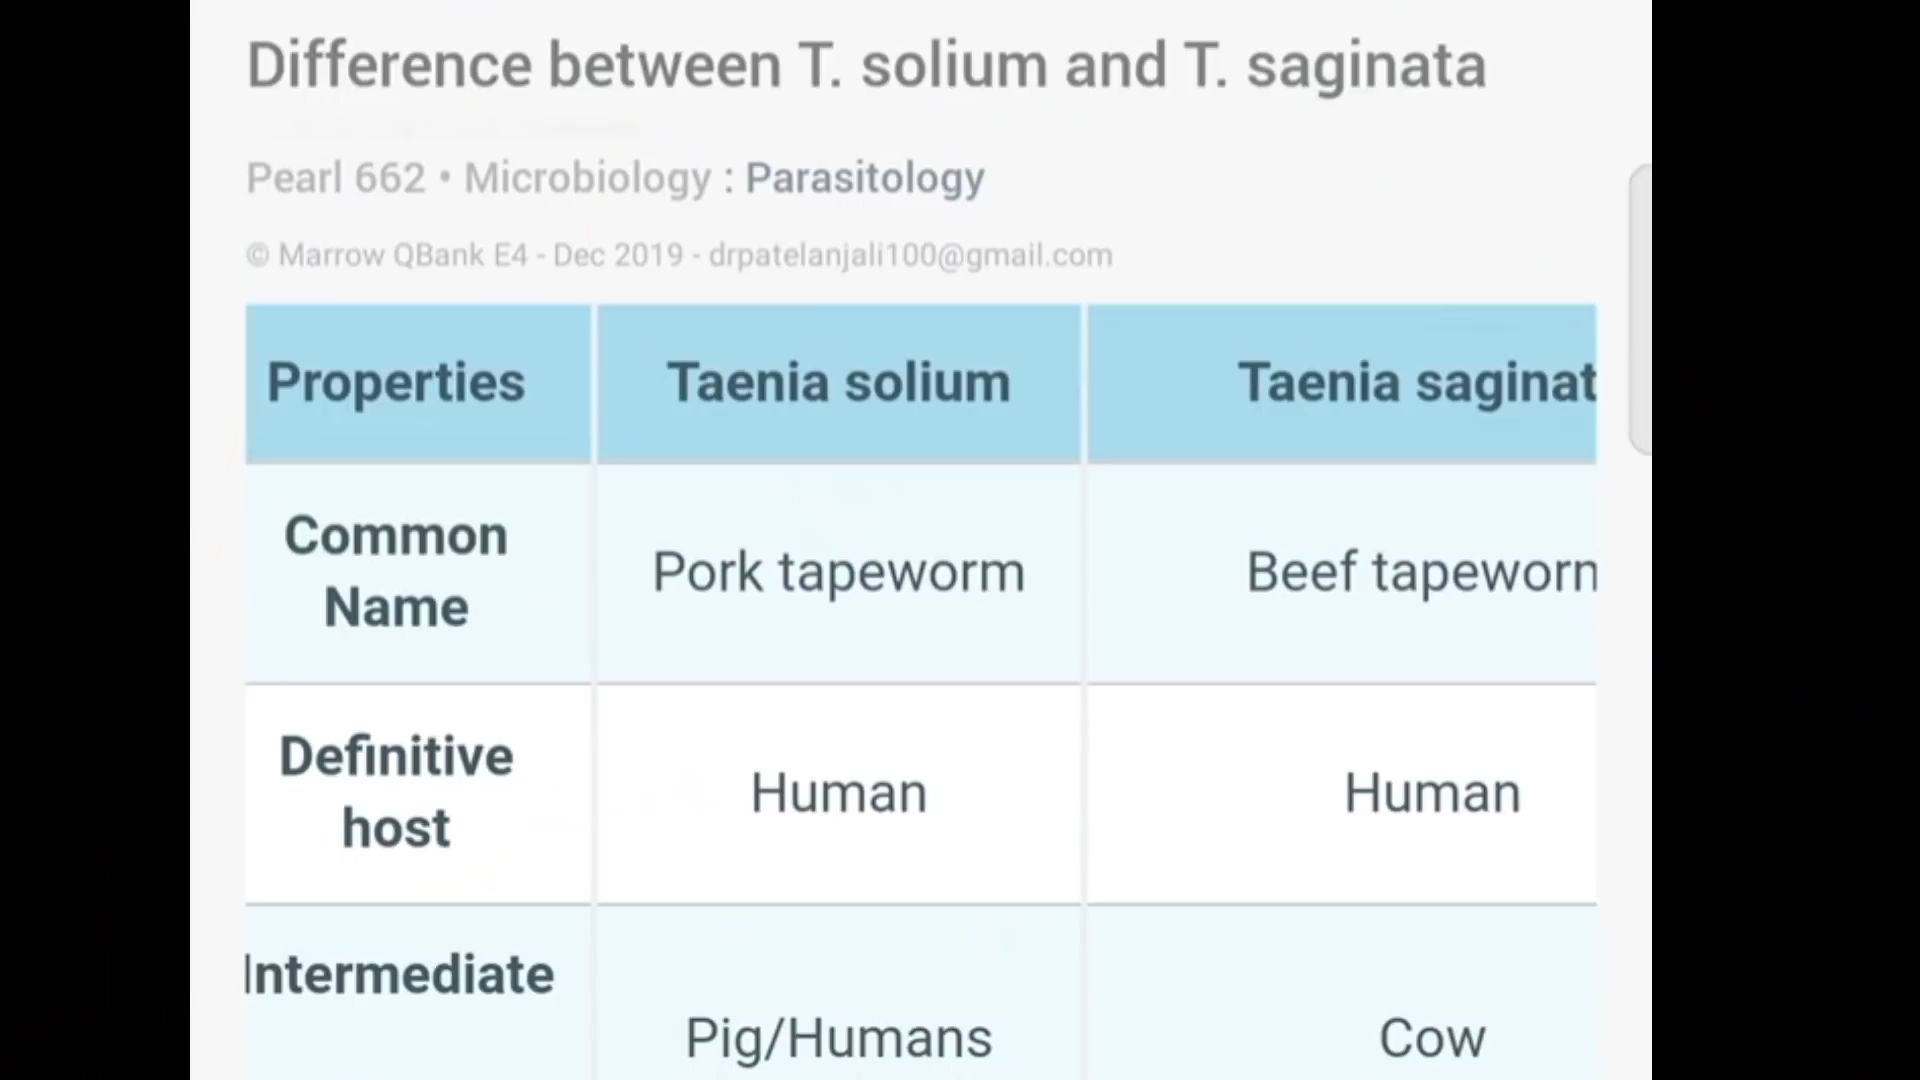 Difference between T. solium and T. saginata
Pearl 662 • Microbiology : Parasitology
© Marrow QBank E4 - Dec 2019 - drpatelanjali100@gmail.com
Properties Taenia solium Taenia saginat
Common
Name
Pork tapeworm Beef tapeworm
Definitive
host
Human Human
Intermediate
Pig/Humans Cow